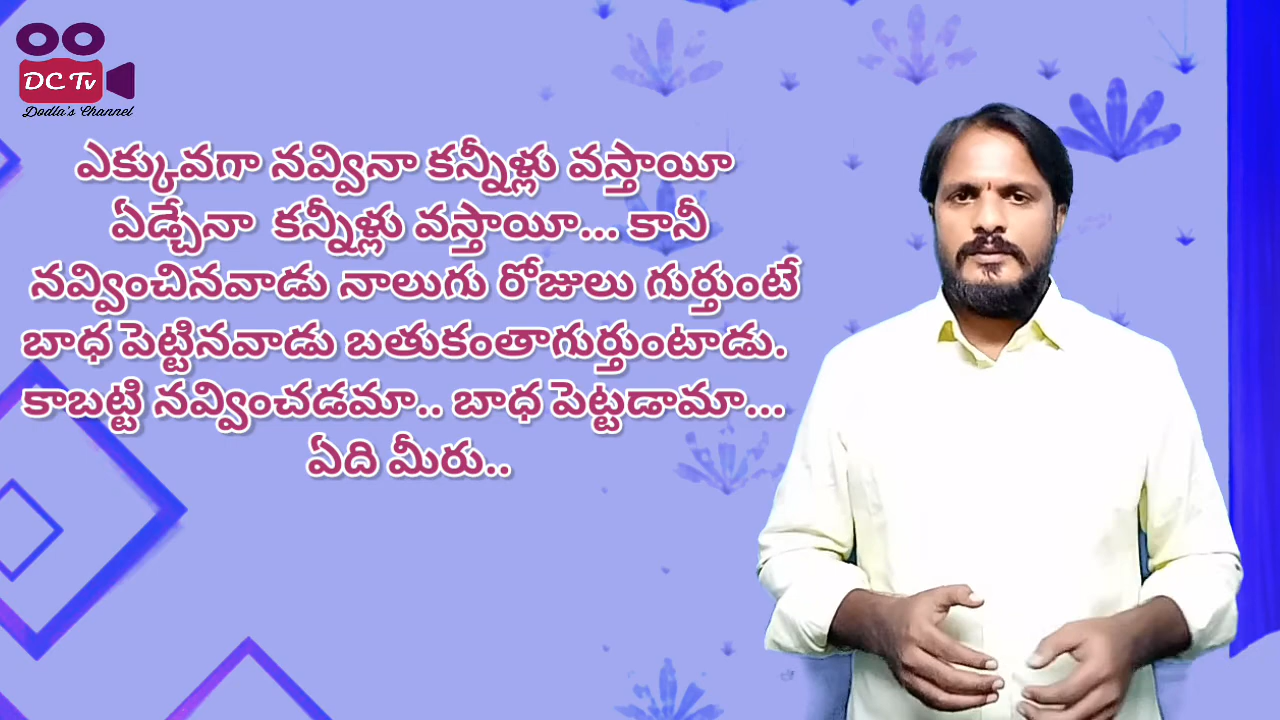 DC Tv
Dodla's Channel
ఎక్కువగా నవ్వినా కన్నీళ్లు వస్తాయీ
ఏడ్చేనా కన్నీళ్లు వస్తాయీ... కానీ
నవ్వించినవాడు నాలుగు రోజులు గుర్తుంటే
బాధ పెట్టినవాడు బతుకంతాగుర్తుంటాడు.
కాబట్టి నవ్వించడమా.. బాధ పెట్టడామా...
ఏది మీరు..